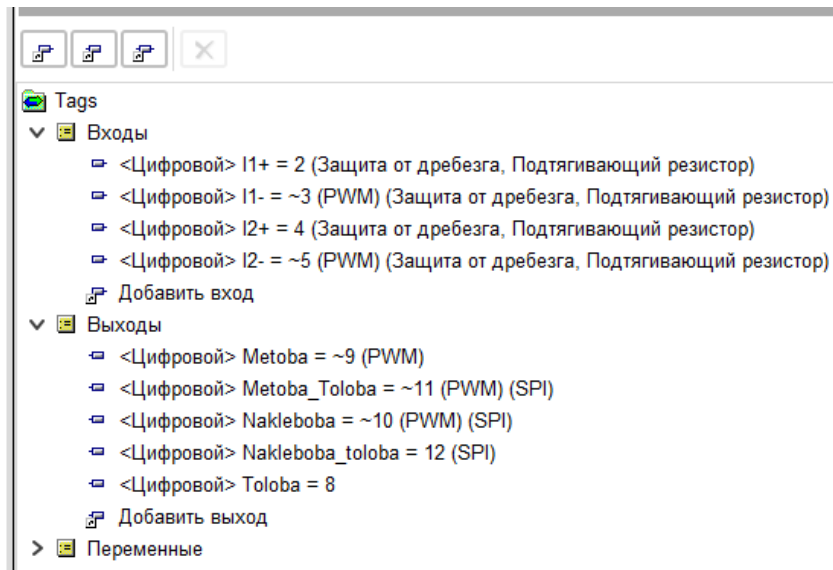 Tags
Входы
<Цифровой> I1+ = 2 (Защита от дребезга, Подтягивающий резистор)
<Цифровой> I1- = ~3 (PWM) (Защита от дребезга, Подтягивающий резистор)
<Цифровой> I2+ = 4 (Защита от дребезга, Подтягивающий резистор)
<Цифровой> I2- = ~5 (PWM) (Защита от дребезга, Подтягивающий резистор)
Добавить вход
Выходы
<Цифровой> Metoba = ~9 (PWM)
<Цифровой> Metoba_Toloba = ~11 (PWM) (SPI)
<Цифровой> Nakleboba = ~10 (PWM) (SPI)
<Цифровой> Nakleboba_toloba = 12 (SPI)
<Цифровой> Toloba = 8
Добавить выход
Переменные